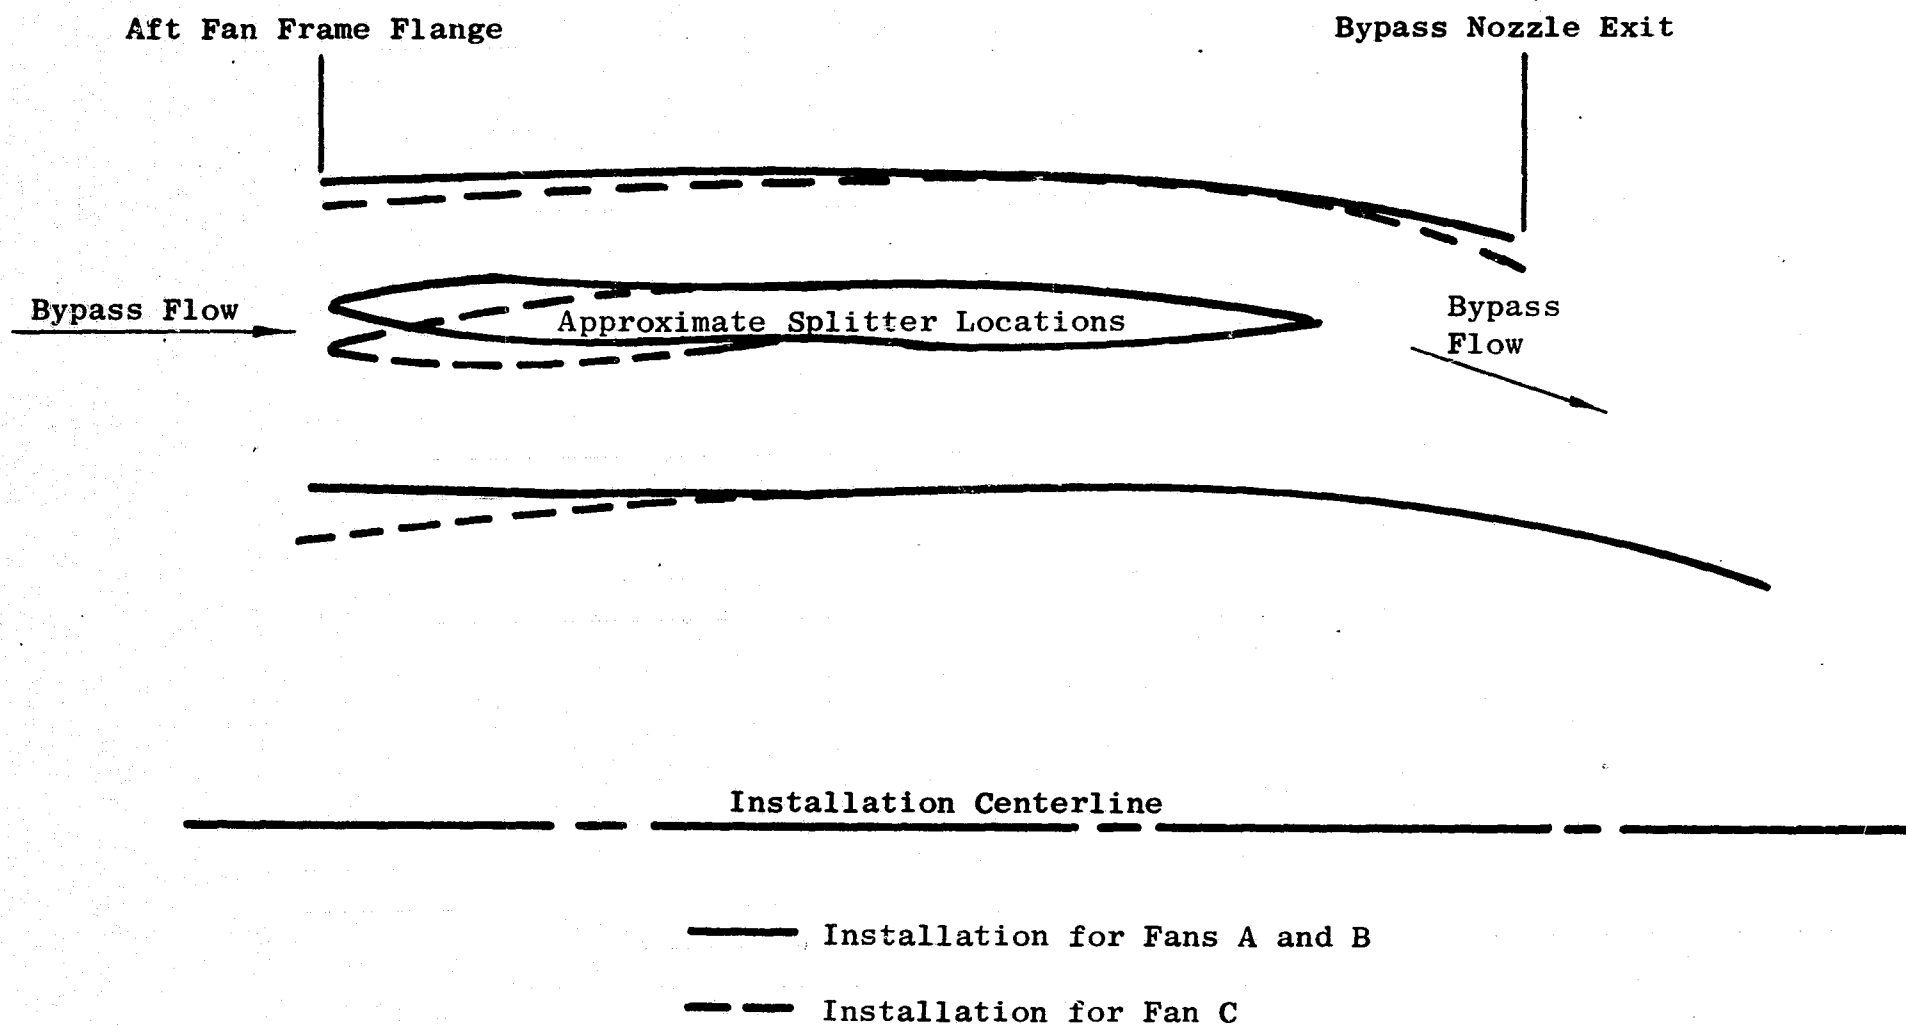 Aft Fan Frame Flange
Bypass Nozzle Exit
Bypass Flow
Approximate Splitter Locations
Bypass
Flow
Installation Centerline
Installation for Fans A and B
Installation for Fan C